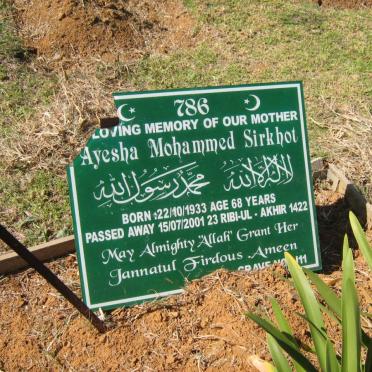 786
LOVING MEMORY OF OUR MOTHER
Ayesha Mohammed Sirkhot
لا إله إلا الله محمد رسول الله
BORN :22/10/1933 AGE 68 YEARS
PASSED AWAY 15/07/2001 23 RIBI-UL - AKHIR 1422
May Almighty "Allah" Grant Her
Jannatul Firdous Ameen
GRAVE